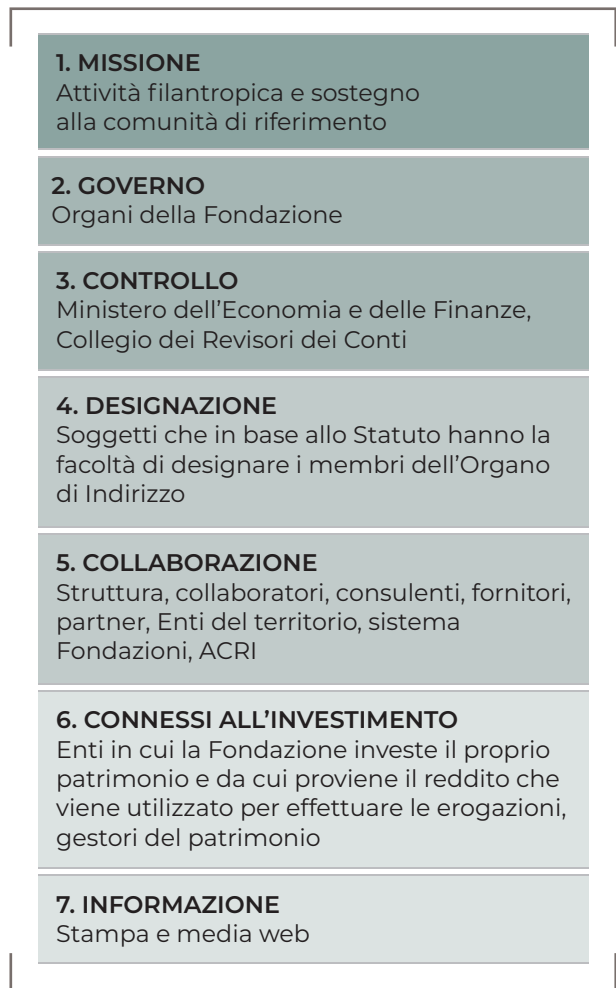 1. MISSIONE
Attività filantropica e sostegno
alla comunità di riferimento
2. GOVERNO
Organi della Fondazione
3. CONTROLLO
Ministero dell’Economia e delle Finanze,
Collegio dei Revisori dei Conti
4. DESIGNAZIONE
Soggetti che in base allo Statuto hanno la
facoltà di designare i membri dell’Organo
di Indirizzo
5. COLLABORAZIONE
Struttura, collaboratori, consulenti, fornitori,
partner, Enti del territorio, sistema
Fondazioni, ACRI
6. CONNESSI ALL’INVESTIMENTO
Enti in cui la Fondazione investe il proprio
patrimonio e da cui proviene il reddito che
viene utilizzato per effettuare le erogazioni,
gestori del patrimonio
7. INFORMAZIONE
Stampa e media web